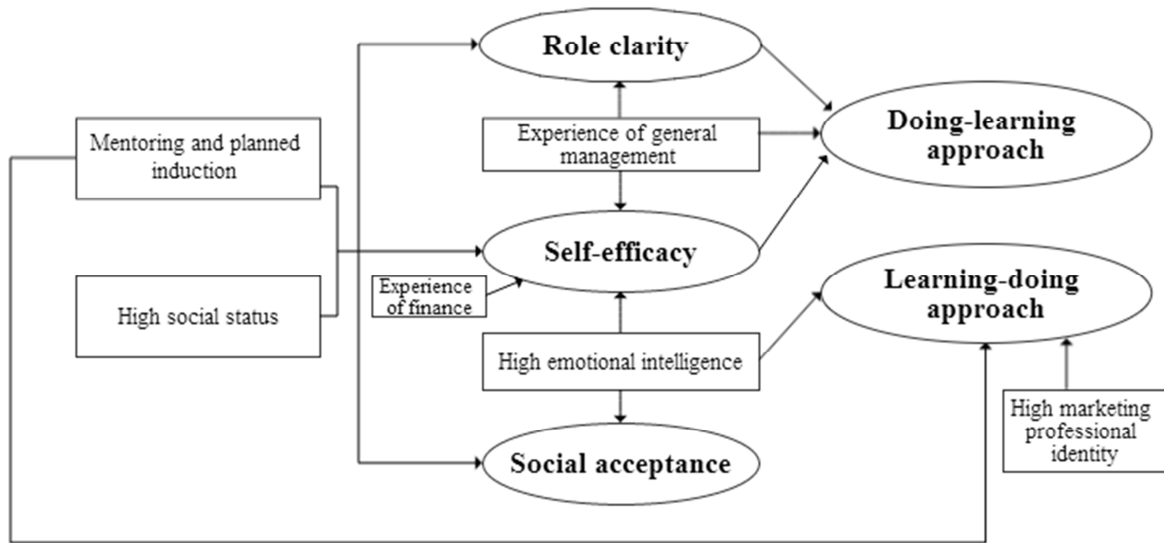 Role clarity
Mentoring and planned
induction
Experience of general
management
Doing-learning
approach
High social status
Self-efficacy
Experience
of finance
Learning-doing
approach
High emotional intelligence
High marketing
professional
identity
Social acceptance